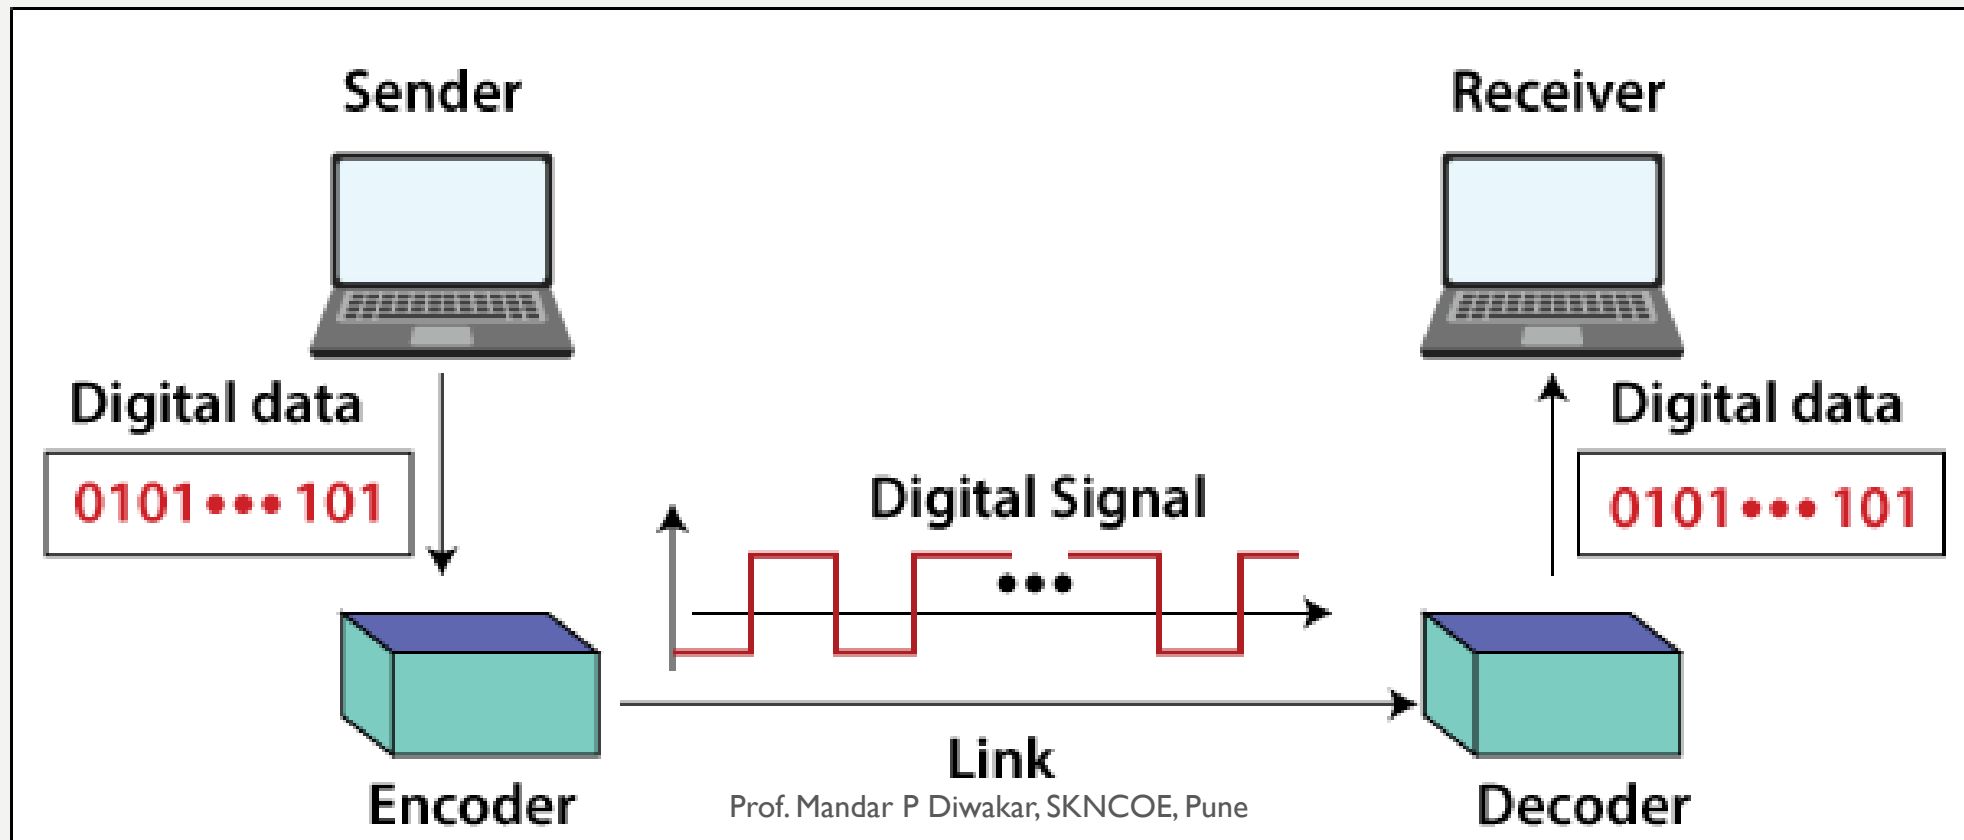 Sender
Receiver
Digital data
0101••• 101
Digital Signal
•••
Digital data
0101••• 101
Link
Encoder
Prof. Mandar P Diwakar, SKNCOE, Pune
Decoder